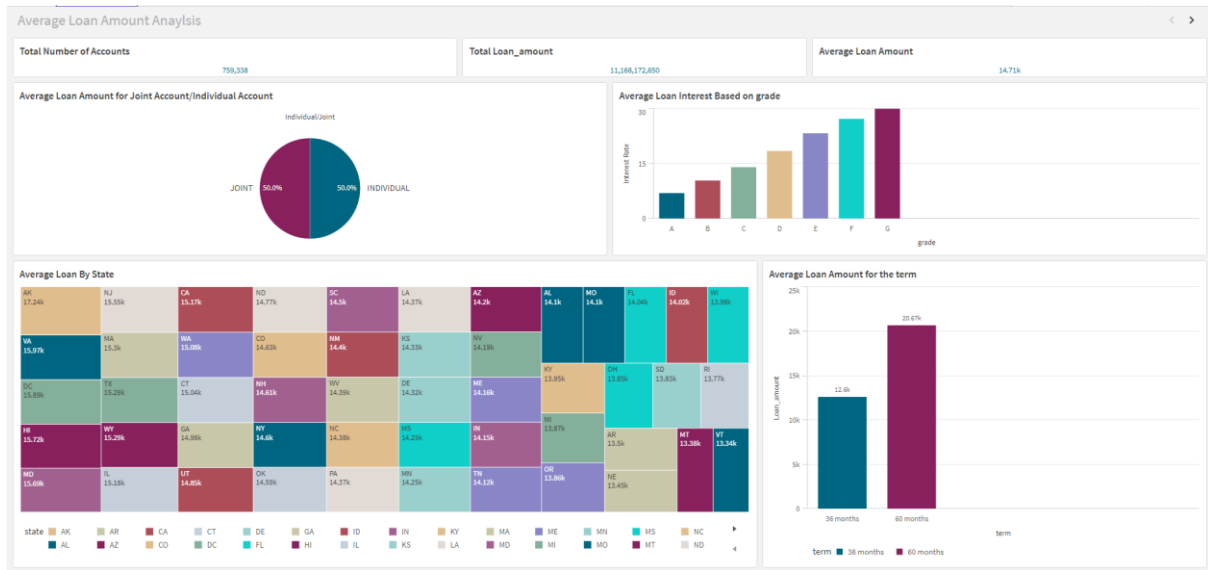 Average Loan Amount Anaylsis
Total Number of Accounts
759,338
Total Loan_amount
11,168,172,650
Average Loan Amount
14.71k
Average Loan Amount for Joint Account/Individual Account
Individual/Joint
JOINT
50.0%
50.0%
INDIVIDUAL
Average Loan Interest Based on grade
30
15
0
Interest Rate
A B C D E F G
grade
Average Loan By State
AK
17.24k
VA
15.97k
DC
15.89k
HI
15.72k
MD
15.69k
NJ
15.55k
MA
15.3k
TX
15.29k
WY
15.29k
IL
15.18k
CA
15.17k
WA
15.08k
CT
15.04k
GA
14.98k
UT
14.85k
ND
14.77k
CO
14.63k
NH
14.61k
NY
14.6k
OK
14.59k
SC
14.5k
NM
14.4k
WV
14.39k
NC
14.38k
PA
14.37k
LA
14.37k
KS
14.33k
DE
14.32k
MS
14.25k
MN
14.25k
AZ
14.2k
NV
14.19k
ME
14.16k
IN
14.15k
TN
14.12k
AL
14.1k
MO
14.1k
FL
14.04k
ID
14.02k
WI
13.98k
KY
13.95k
MI
13.87k
OR
13.86k
OH
13.85k
SD
13.83k
RI
13.77k
AR
13.5k
NE
13.45k
MT
13.38k
VT
13.34k
state AK AR CA CT DE GA ID IN KY MA ME MN MS NC
AL AZ CO DC FL HI IL KS LA MD MI MO MT ND
Average Loan Amount for the term
25k
20k
15k
10k
5k
0
Loan_amount
12.6k
20.67k
36 months
60 months
term
term 36 months 60 months